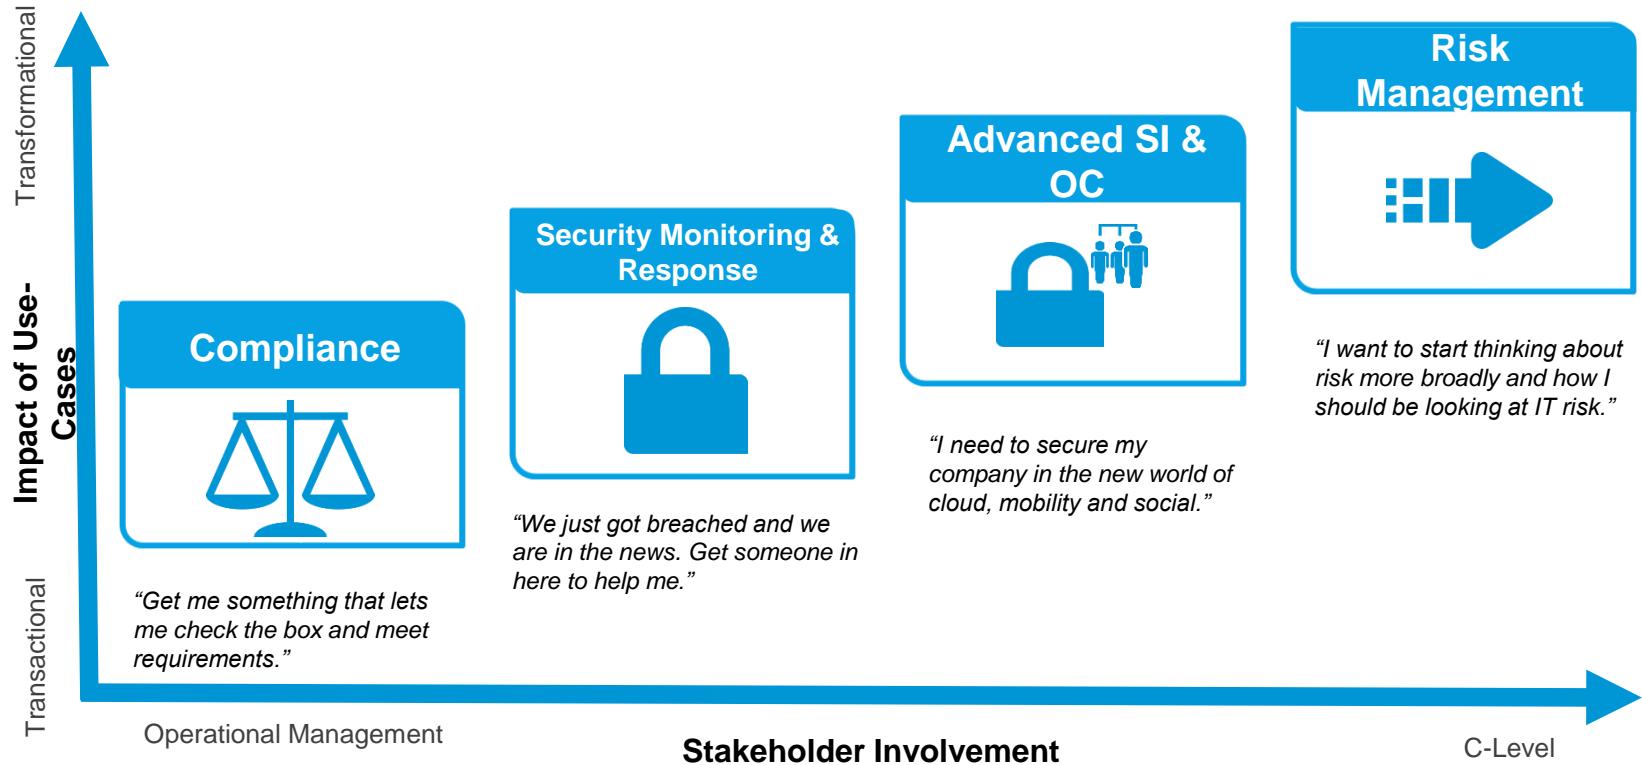 Transformational
Impact of Use-
Cases
Transactional
Compliance
“Get me something that lets
me check the box and meet
requirements.”
Security Monitoring &
Response
“We just got breached and we
are in the news. Get someone in
here to help me.”
Advanced SI &
OC
“I need to secure my
company in the new world of
cloud, mobility and social.”
Risk
Management
“I want to start thinking about
risk more broadly and how I
should be looking at IT risk.”
Operational Management
Stakeholder Involvement
C-Level